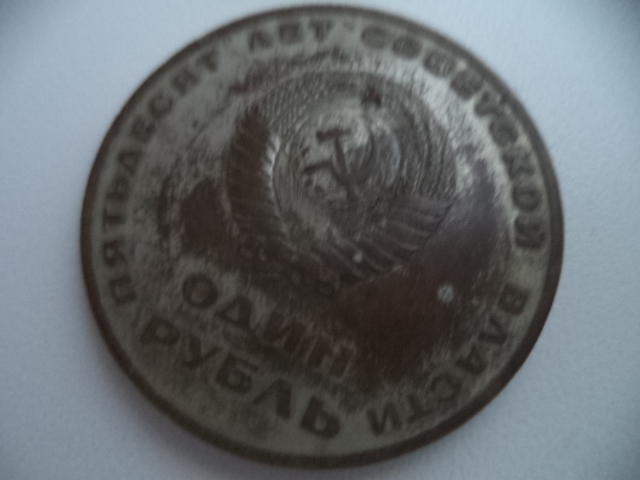 ПЯТЬДЕСЯТ ЛЕТ СОВЕТСКОЙ ВЛАСТИ
ОДИН
РУБЛЬ